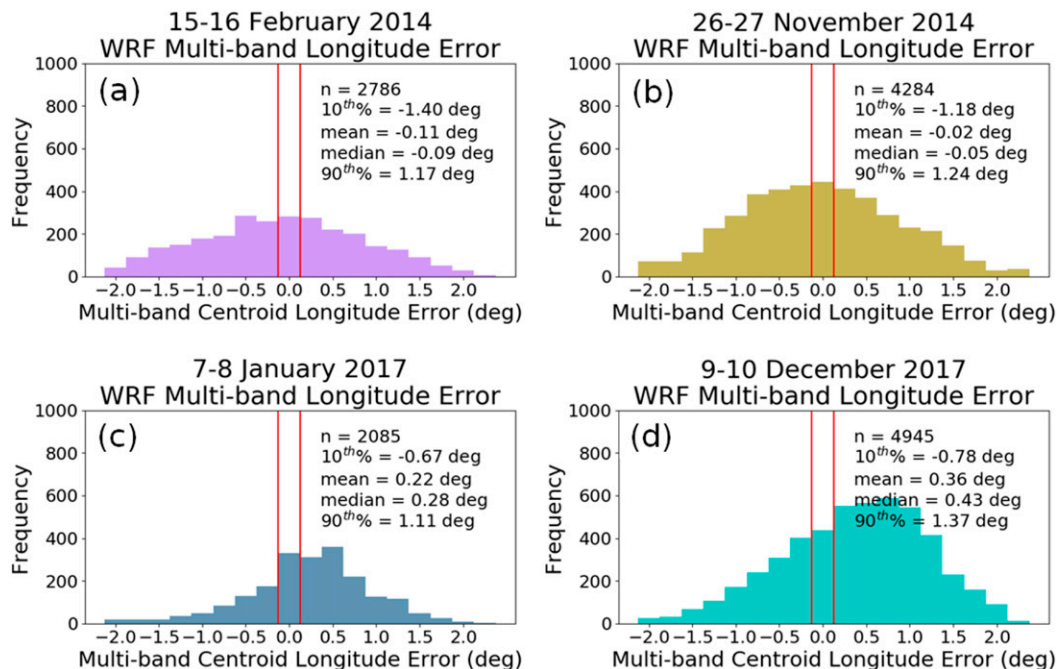 15-16 February 2014
WRF Multi-band Longitude Error
(a)
n = 2786
10th% = -1.40 deg
mean = -0.11 deg
median = -0.09 deg
90th% = 1.17 deg
Frequency
1000
800
600
400
200
0
−2.0 −1.5 −1.0 −0.5 0.0 0.5 1.0 1.5 2.0
Multi-band Centroid Longitude Error (deg)
26-27 November 2014
WRF Multi-band Longitude Error
(b)
n = 4284
10th% = -1.18 deg
mean = -0.02 deg
median = -0.05 deg
90th% = 1.24 deg
Frequency
1000
800
600
400
200
0
−2.0 −1.5 −1.0 −0.5 0.0 0.5 1.0 1.5 2.0
Multi-band Centroid Longitude Error (deg)
7-8 January 2017
WRF Multi-band Longitude Error
(c)
n = 2085
10th% = -0.67 deg
mean = 0.22 deg
median = 0.28 deg
90th% = 1.11 deg
Frequency
1000
800
600
400
200
0
−2.0 −1.5 −1.0 −0.5 0.0 0.5 1.0 1.5 2.0
Multi-band Centroid Longitude Error (deg)
9-10 December 2017
WRF Multi-band Longitude Error
(d)
n = 4945
10th% = -0.78 deg
mean = 0.36 deg
median = 0.43 deg
90th% = 1.37 deg
Frequency
1000
800
600
400
200
0
−2.0 −1.5 −1.0 −0.5 0.0 0.5 1.0 1.5 2.0
Multi-band Centroid Longitude Error (deg)